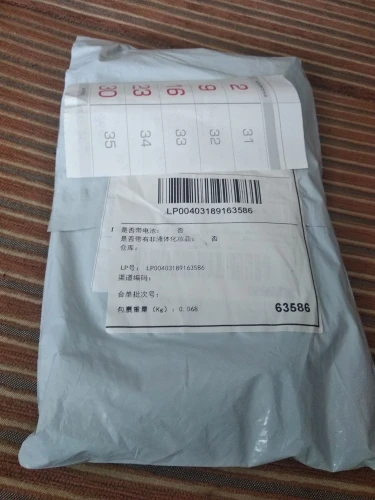 30 23 16 9 2
35 34 33 32 31
LP00403189163586
是否带电池: 否
是否带有非液体化妆品: 否
仓库:
LP号: LP00403189163586
渠道编码:
合单批次号:
包裹重量(Kg): 0.068
63586